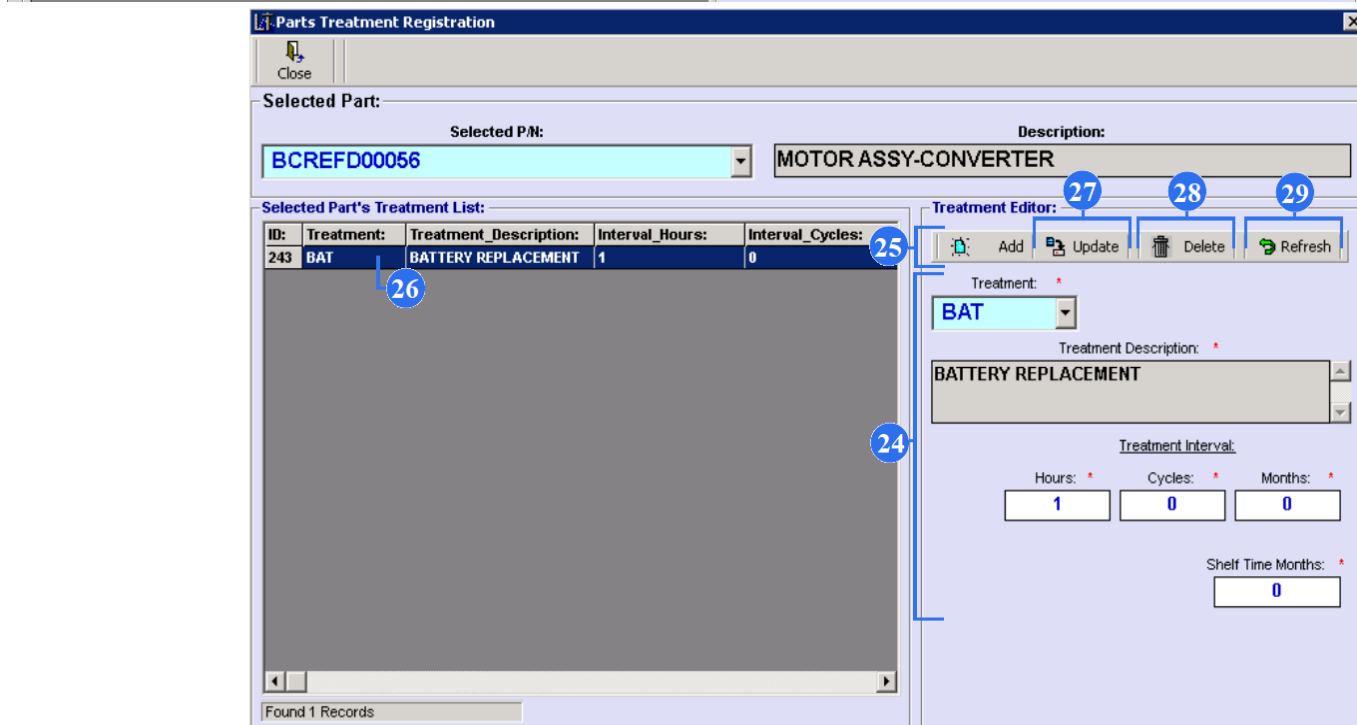 Parts Treatment Registration
Close
Selected Part:
Selected P/N:
Description:
BCREFD00056
MOTOR ASSY-CONVERTER
27
28
29
Selected Part's Treatment List:
Treatment Editor:
ID: Treatment: Treatment_Description: Interval_Hours: Interval_Cycles:
243 BAT BATTERY REPLACEMENT 1 0
25
Add Update Delete Refresh
26
Treatment: *
BAT
Treatment Description: *
BATTERY REPLACEMENT
24
Treatment Interval:
Hours: * Cycles: * Months: *
1 0 0
Shelf Time Months: *
0
Found 1 Records